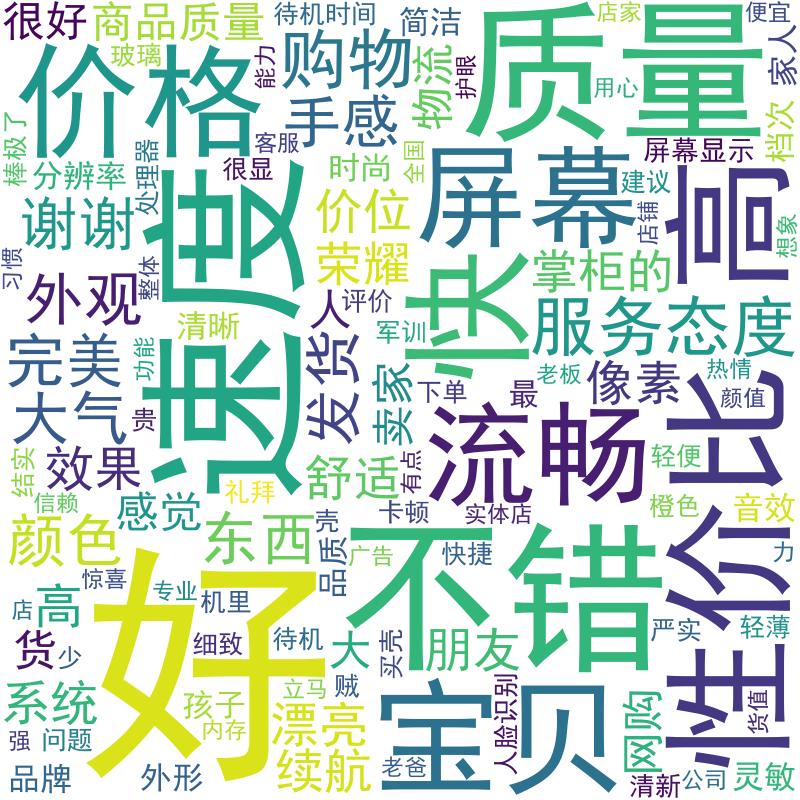 很好
商品质量
待机时间
简洁
店家
便宜
玻璃
价格
能力
购物
物流
护眼
质量
用心
家人
手感
棒极了
处理器
客服
很显
时尚
全国
屏幕
屏幕显示
档次
分辨率
建议
谢谢
速度
价位
店铺
高
想象
习惯
整体
荣耀
快
掌柜的
外观
清晰
人
评价
军训
服务态度
完美
功能
发货
卖家
老板
像素
热情
大气
贵
下单
最
颜值
性价比
流畅
效果
结实
舒适
有点
轻便
信赖
感觉
礼拜
卡顿
实体店
橙色
音效
颜色
东西
壳
品质
广告
不错
快捷
力
惊喜
好
专业
机里
店
高
货
少
细致
待机
大
买壳
朋友
严实
轻薄
系统
孩子
立马
贼
宝贝
人脸识别
网购
货值
内存
漂亮
强
问题
续航
老爸
品牌
外形
清新
公司
灵敏